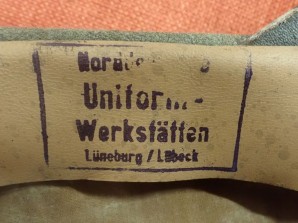 Uniform-
Werkstätten
Lüneburg / Lübeck